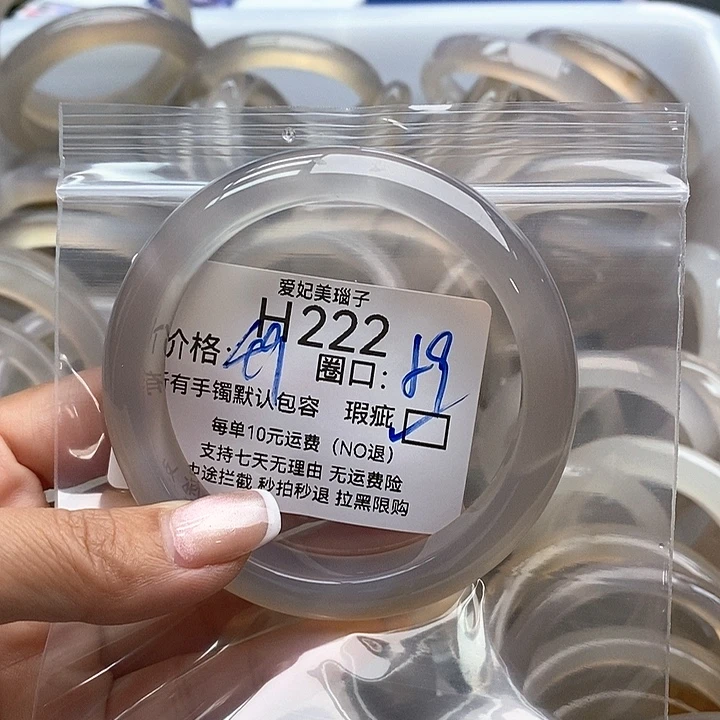 爱妃美瑙子
H222
价格: 圈口:
所有手镯默认包容 瑕疵
每单10元运费（NO退）
支持七天无理由 无运费险
中途拦截 秒拍秒退 拉黑限购